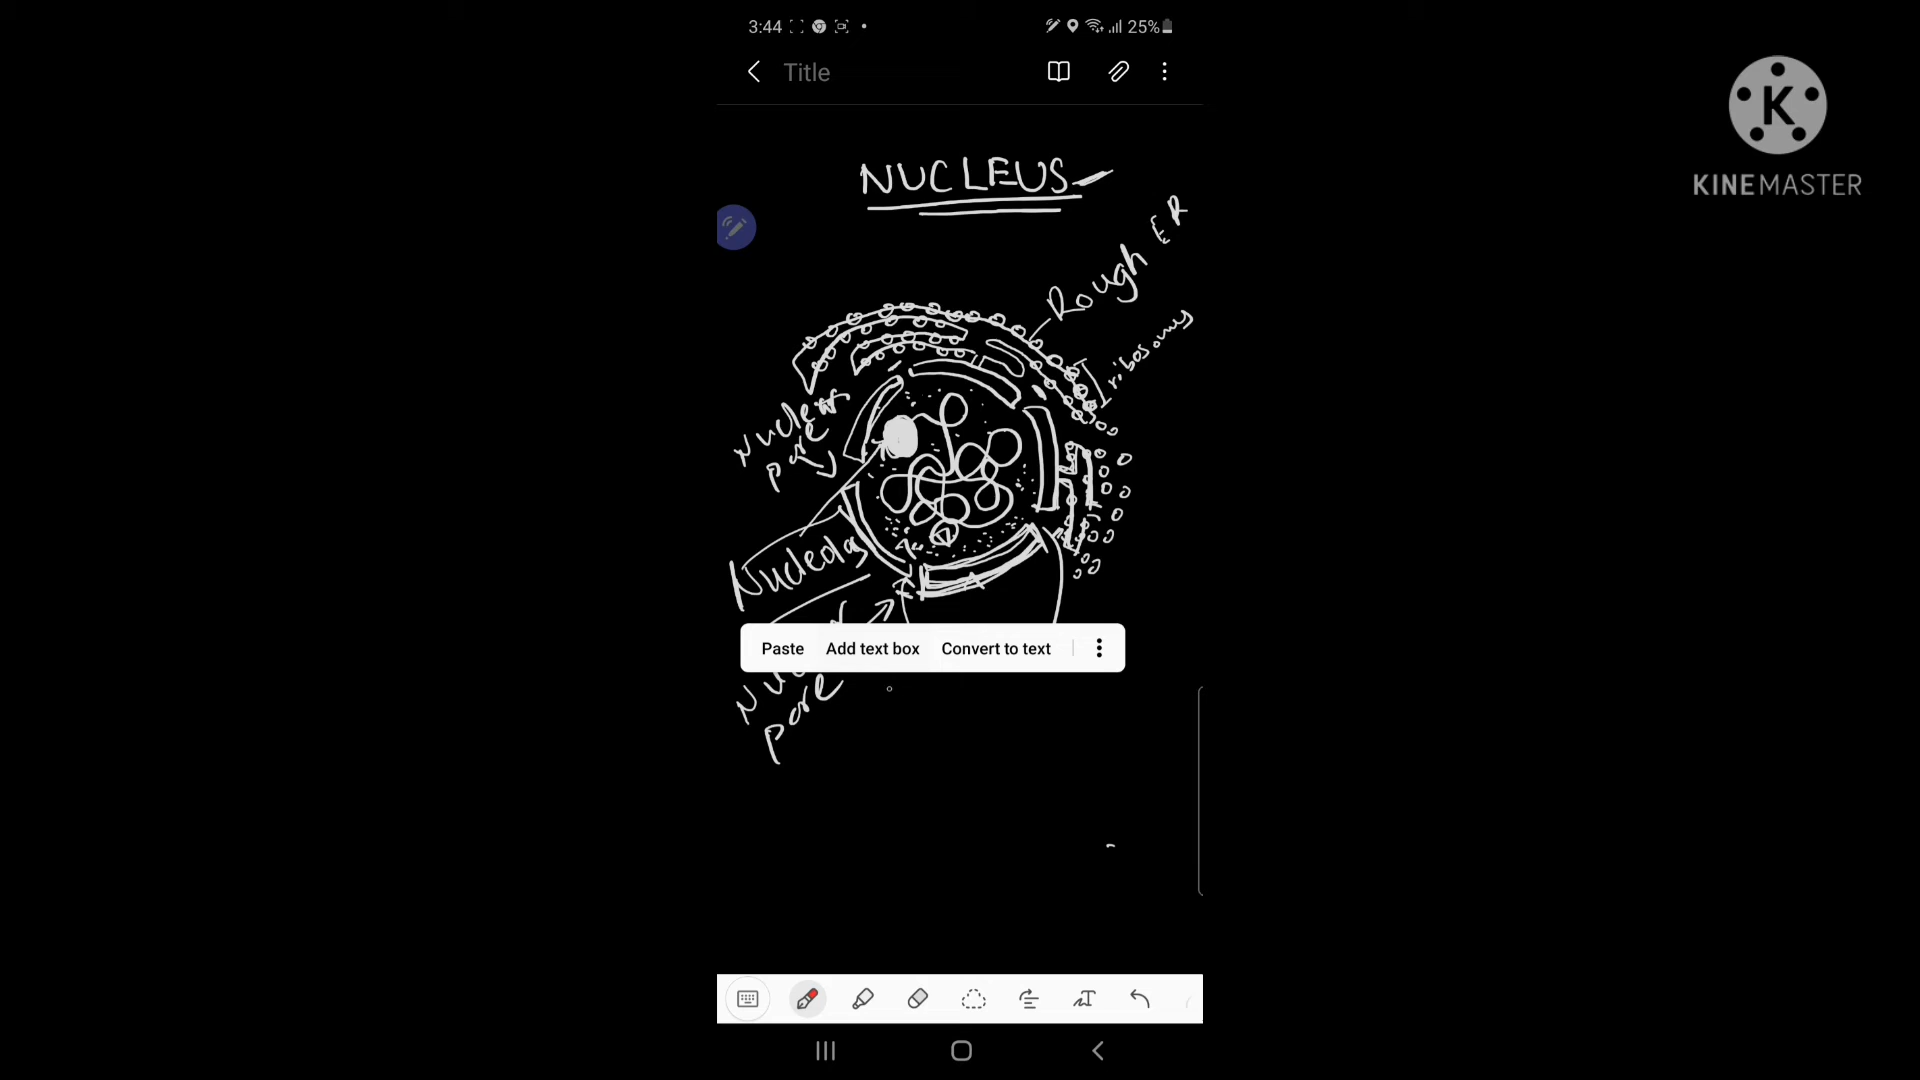 3:44
25%
Title
K
KINEMASTER
NUCLEUS
Rough ER
ribosomes
Nuclear
pore
Nucleolus
Paste Add text box Convert to text
pore